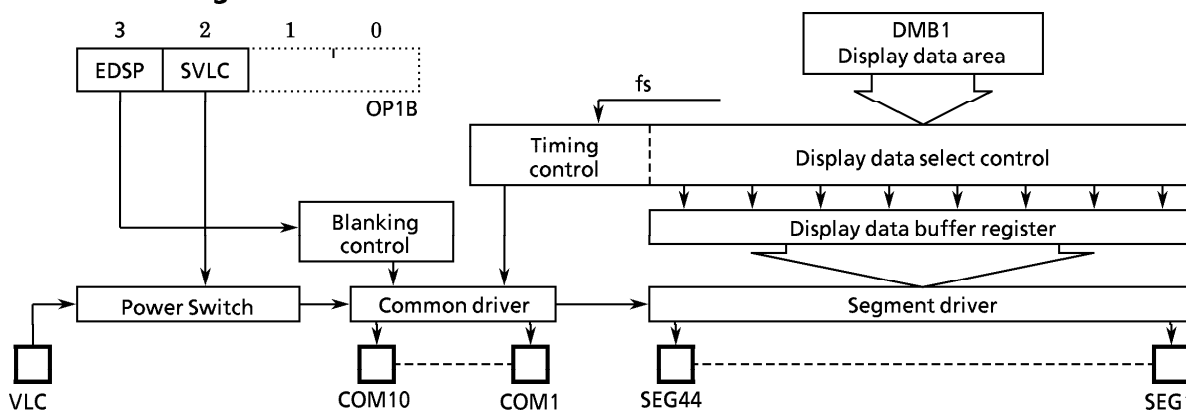 3 2 1 0
EDSP SVLC
OP1B
DMB1
Display data area
fs
Timing
control
Display data select control
Blanking
control
Display data buffer register
Power Switch
Common driver
Segment driver
VLC
COM10
COM1
SEG44
SEG1